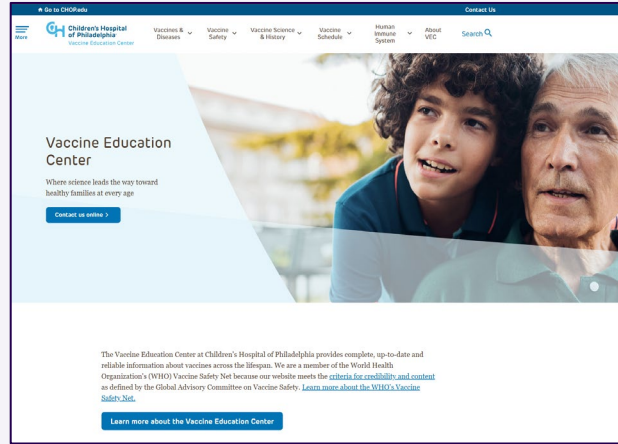 Go to CHOP.edu
Contact Us
More
CH
Children's Hospital
of Philadelphia
Vaccine Education Center
Vaccines &
Diseases
Vaccine
Safety
Vaccine Science
& History
Vaccine
Schedule
Human
Immune
System
About
VEC
Search
Vaccine Education
Center
Where science leads the way toward
healthy families at every age
Contact us online >
The Vaccine Education Center at Children's Hospital of Philadelphia provides complete, up-to-date and
reliable information about vaccines across the lifespan. We are a member of the World Health
Organization's (WHO) Vaccine Safety Net because our website meets the criteria for credibility and content
as defined by the Global Advisory Committee on Vaccine Safety. Learn more about the WHO's Vaccine
Safety Net.
Learn more about the Vaccine Education Center